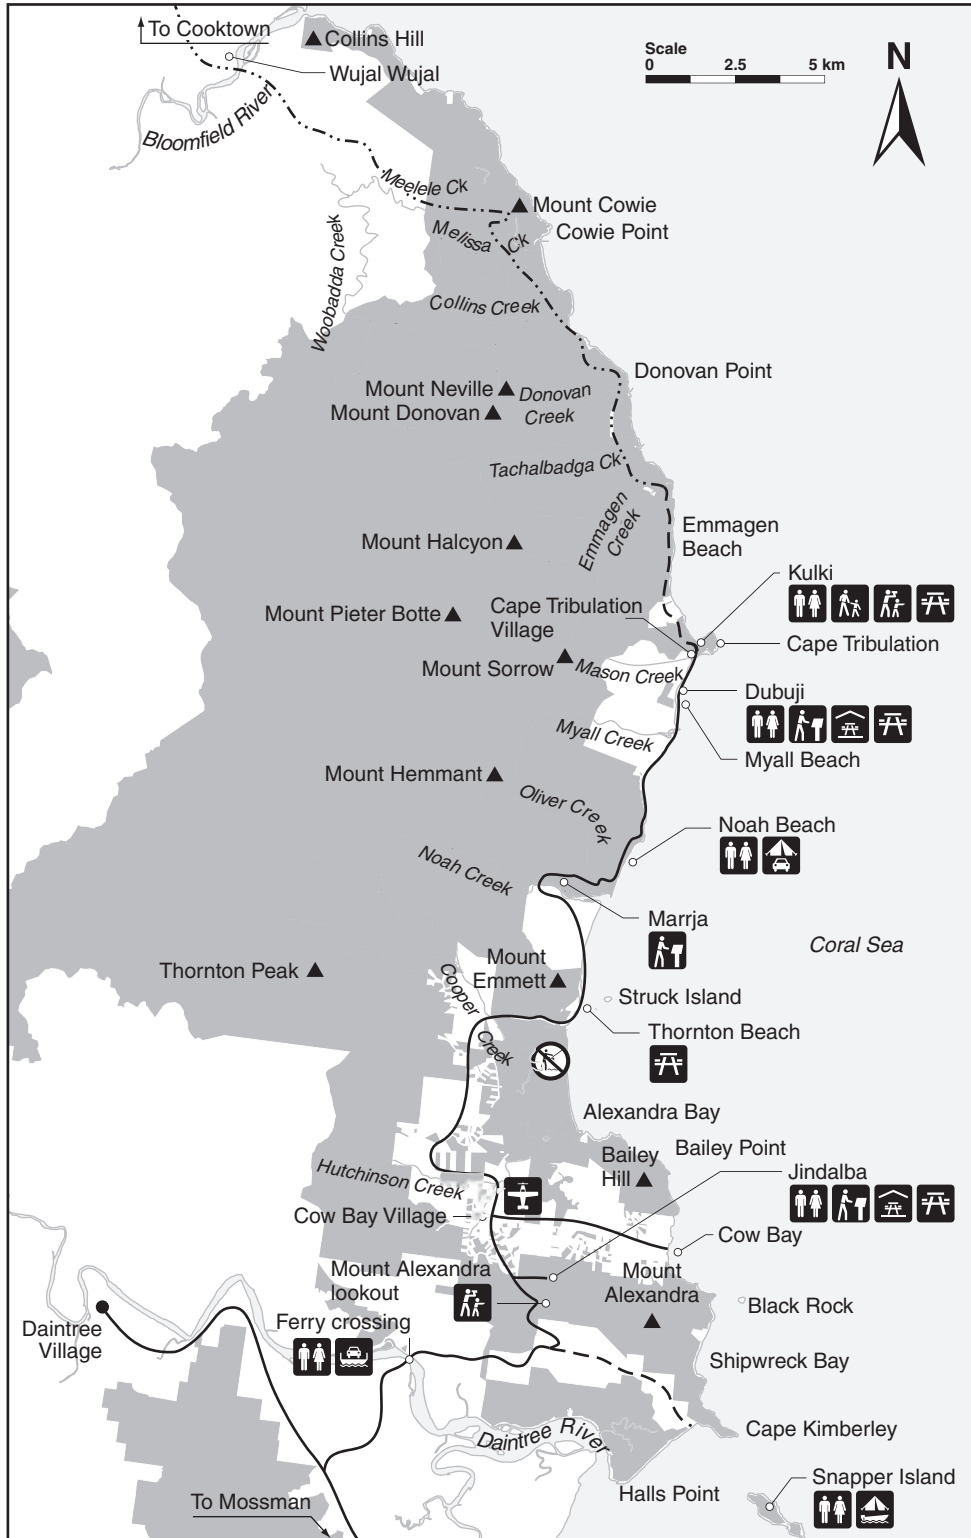 To Cooktown
Collins Hill
Wujal Wujal
Scale
0 2.5 5 km
N
Bloomfield River
Meelele Ck
Mount Cowie
Cowie Point
Melissa Ck
Woobadda Creek
Collins Creek
Donovan Point
Mount Neville
Mount Donovan
Donovan
Creek
Tachalbadga Ck
Emmagen
Creek
Emmagen
Beach
Mount Halcyon
Kulki
Mount Pieter Botte
Cape Tribulation
Village
Cape Tribulation
Mount Sorrow
Mason Creek
Dubuji
Myall Creek
Myall Beach
Mount Hemmant
Oliver Creek
Noah Beach
Noah Creek
Marrja
Coral Sea
Thornton Peak
Mount
Emmett
Cooper Creek
Struck Island
Thornton Beach
Alexandra Bay
Bailey Point
Bailey
Hill
Jindalba
Hutchinson Creek
Cow Bay Village
Cow Bay
Mount Alexandra
lookout
Mount
Alexandra
Black Rock
Ferry crossing
Daintree
Village
Shipwreck Bay
Cape Kimberley
Daintree River
Snapper Island
Halls Point
To Mossman